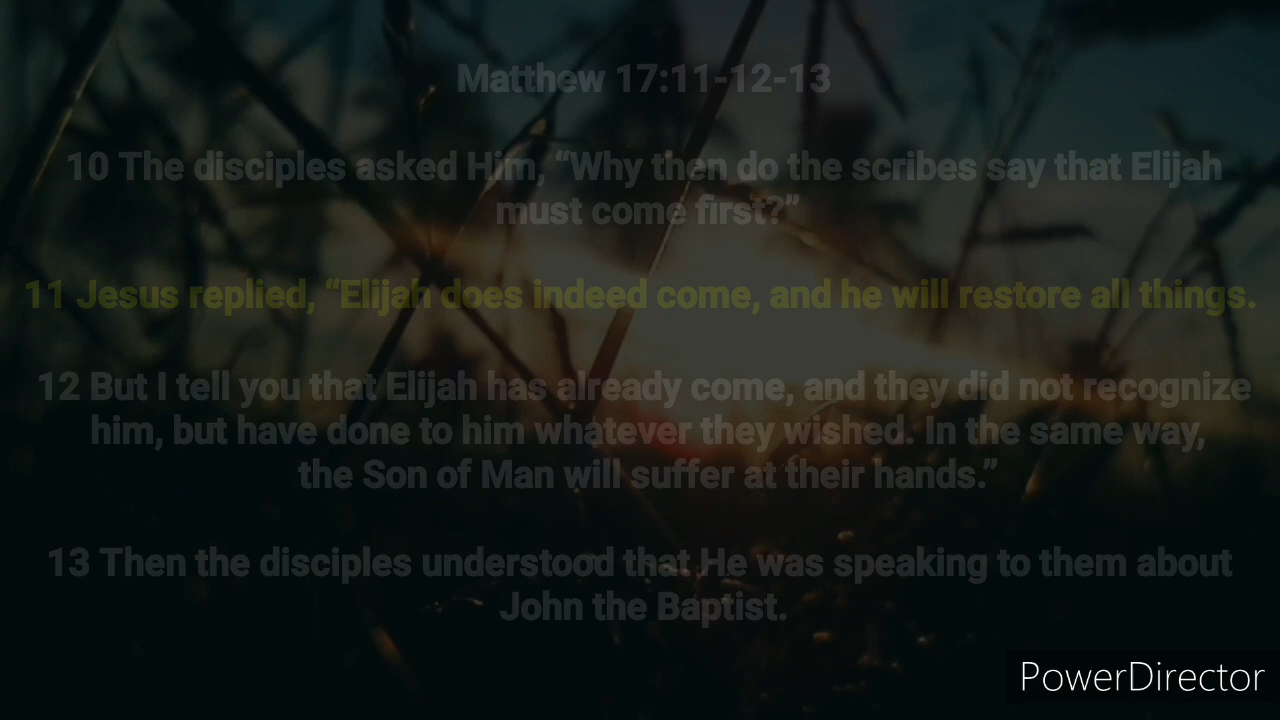 Matthew 17:11-12-13
10 The disciples asked Him, “Why then do the scribes say that Elijah
must come first?”
11 Jesus replied, “Elijah does indeed come, and he will restore all things.
12 But I tell you that Elijah has already come, and they did not recognize
him, but have done to him whatever they wished. In the same way,
the Son of Man will suffer at their hands.”
13 Then the disciples understood that He was speaking to them about
John the Baptist.
PowerDirector